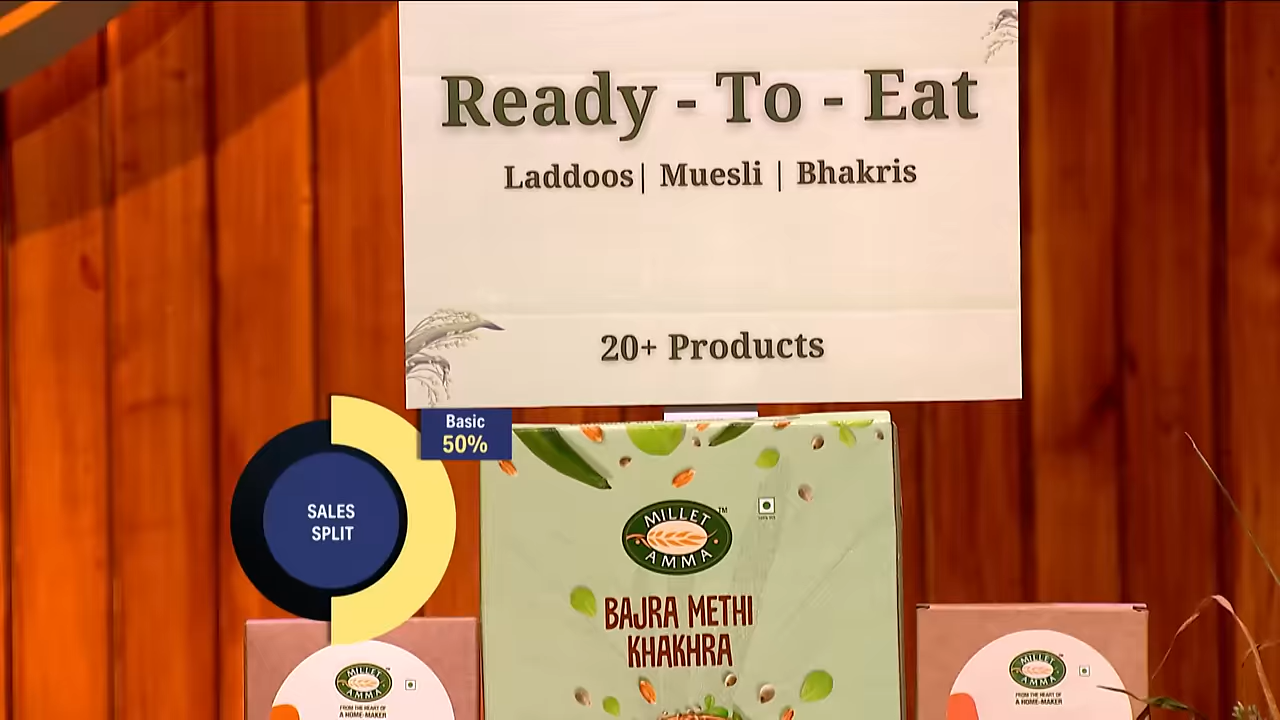 Ready - To - Eat
Laddoos| Muesli | Bhakris
20+ Products
Basic
50%
SALES
SPLIT
MILLET
AMMA
TM
BAJRA METHI
KHAKHRA
MILLET
AMMA
FROM THE HEART OF
A HOME-MAKER
MILLET
AMMA
FROM THE HEART OF
A HOME-MAKER